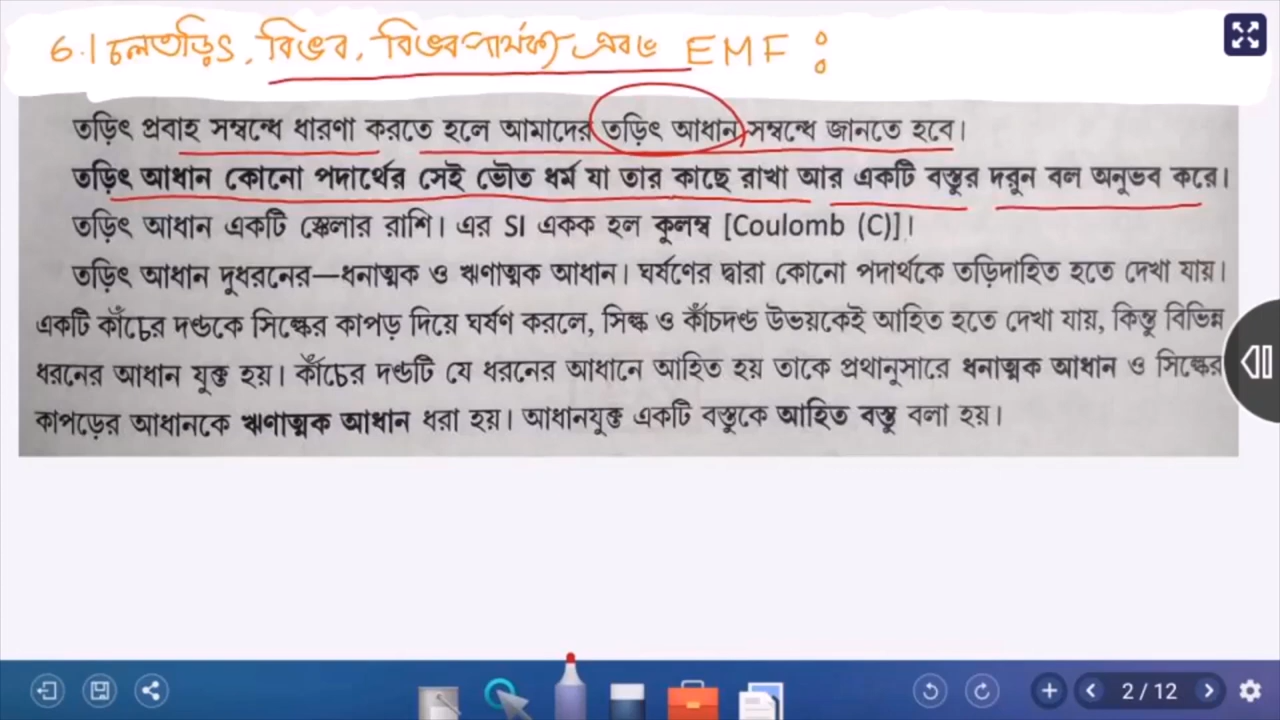 6.1 চলতড়িৎ, বিভব, বিভবপার্থক্য এবং EMF :
তড়িৎ প্রবাহ সম্বন্ধে ধারণা করতে হলে আমাদের তড়িৎ আধান সম্বন্ধে জানতে হবে।
তড়িৎ আধান কোনো পদার্থের সেই ভৌত ধর্ম যা তার কাছে রাখা আর একটি বস্তুর দরুন বল অনুভব করে।
তড়িৎ আধান একটি স্কেলার রাশি। এর SI একক হল কুলম্ব [Coulomb (C)]।
তড়িৎ আধান দুধরনের—ধনাত্মক ও ঋণাত্মক আধান। ঘর্ষণের দ্বারা কোনো পদার্থকে তড়িদাহিত হতে দেখা যায়।
একটি কাঁচের দণ্ডকে সিল্কের কাপড় দিয়ে ঘর্ষণ করলে, সিল্ক ও কাঁচদণ্ড উভয়কেই আহিত হতে দেখা যায়, কিন্তু বিভিন্ন
ধরনের আধান যুক্ত হয়। কাঁচের দণ্ডটি যে ধরনের আধানে আহিত হয় তাকে প্রথানুসারে ধনাত্মক আধান ও সিল্কের
কাপড়ের আধানকে ঋণাত্মক আধান ধরা হয়। আধানযুক্ত একটি বস্তুকে আহিত বস্তু বলা হয়।
2 / 12